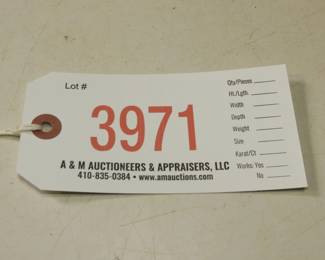 Lot #
3971
A & M AUCTIONEERS & APPRAISERS, LLC
410-835-0384 • www.amauctions.com
Qty/Pieces
Ht./Lgth
Width
Depth
Weight
Size
Karat/Ct
Works: Yes
No